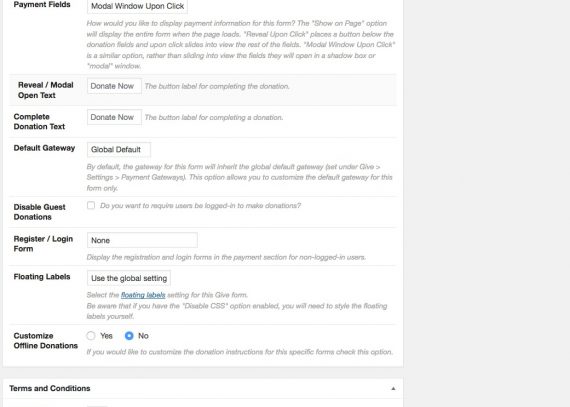 Payment Fields
Modal Window Upon Click
How would you like to display payment information for this form? The "Show on Page" option
will display the entire form when the page loads. "Reveal Upon Click" places a button below the
donation fields and upon click slides into view the rest of the fields. "Modal Window Upon Click"
is a similar option, rather than sliding into view the fields they will open in a shadow box or
"modal" window.
Reveal / Modal
Open Text
Donate Now The button label for completing the donation.
Complete
Donation Text
Donate Now The button label for completing a donation.
Default Gateway
Global Default
By default, the gateway for this form will inherit the global default gateway (set under Give >
Settings > Payment Gateways). This option allows you to customize the default gateway for this
form only.
Disable Guest
Donations
Do you want to require users be logged-in to make donations?
Register / Login
Form
None
Display the registration and login forms in the payment section for non-logged-in users.
Floating Labels
Use the global setting
Select the floating labels setting for this Give form.
Be aware that if you have the "Disable CSS" option enabled, you will need to style the floating
labels yourself.
Customize
Offline Donations
Yes No
If you would like to customize the donation instructions for this specific forms check this option.
Terms and Conditions